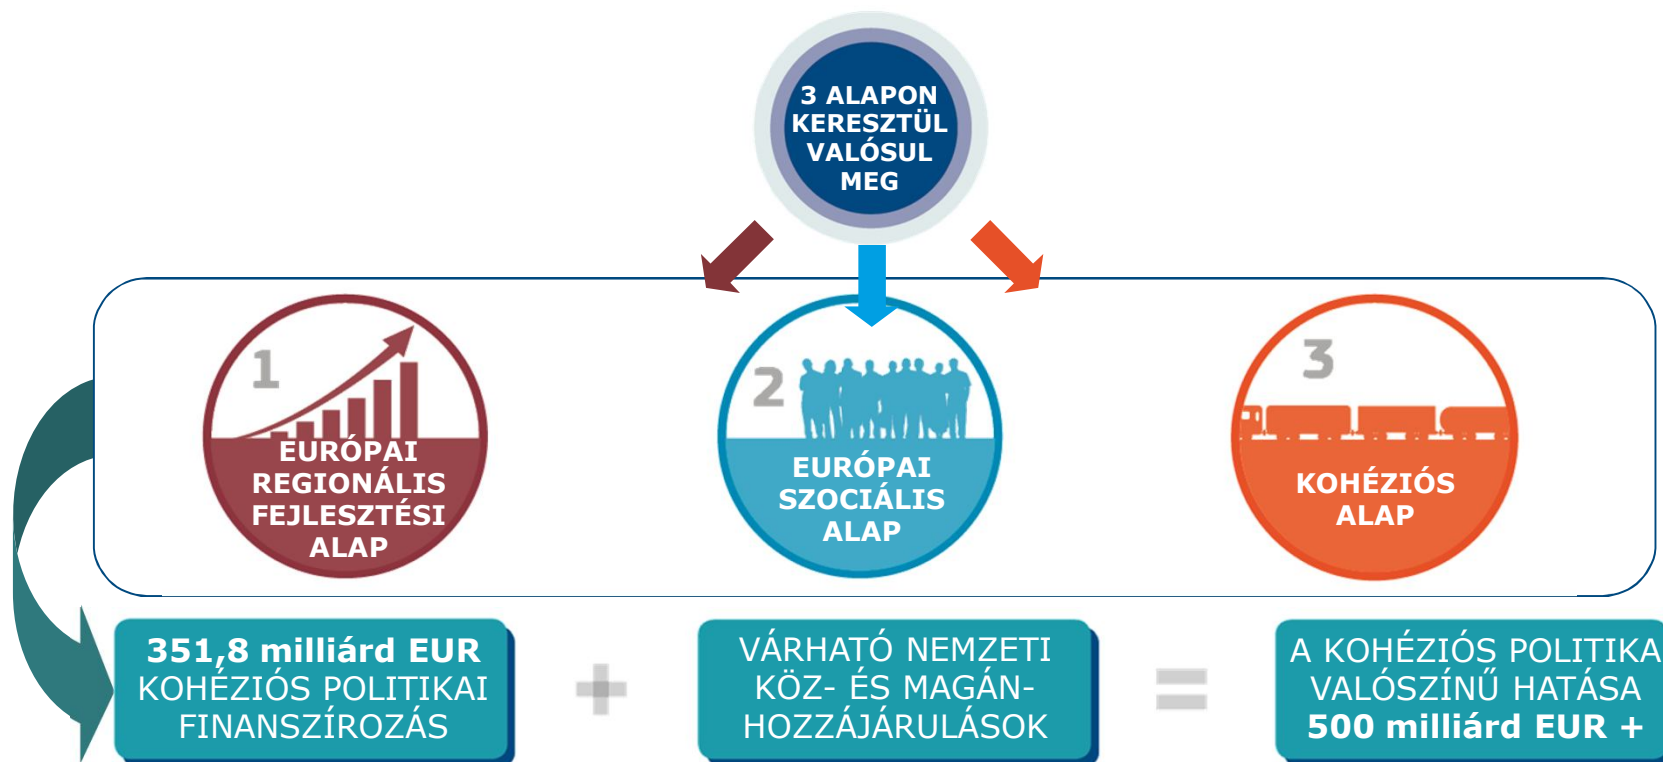 3 ALAPON
KERESZTÜL
VALÓSUL
MEG
1
EURÓPAI
REGIONÁLIS
FEJLESZTÉSI
ALAP
2
EURÓPAI
SZOCIÁLIS
ALAP
3
KOHÉZIÓS
ALAP
351,8 milliárd EUR
KOHÉZIÓS POLITIKAI
FINANSZÍROZÁS
+
VÁRHATÓ NEMZETI
KÖZ- ÉS MAGÁN-
HOZZÁJÁRULÁSOK
=
A KOHÉZIÓS POLITIKA
VALÓSZÍNŰ HATÁSA
500 milliárd EUR +